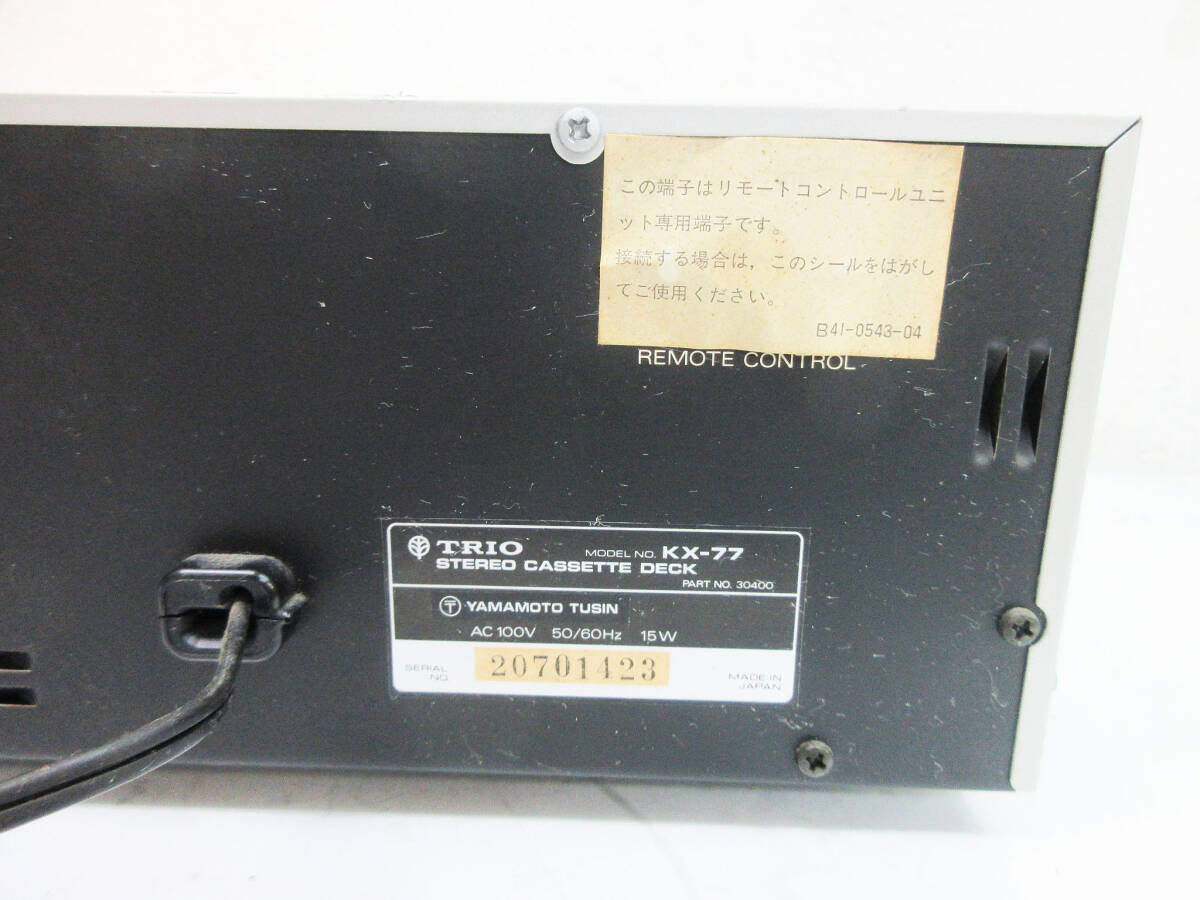 この端子はリモートコントロールユニ
ット専用端子です。
接続する場合は，このシールをはがし
てご使用ください。
B41-0543-04
REMOTE CONTROL
TRIO MODEL NO. KX-77
STEREO CASSETTE DECK
PART NO. 30400
〒 YAMAMOTO TUSIN
AC 100V 50/60Hz 15W
SERIAL NO. 20701423
MADE IN JAPAN